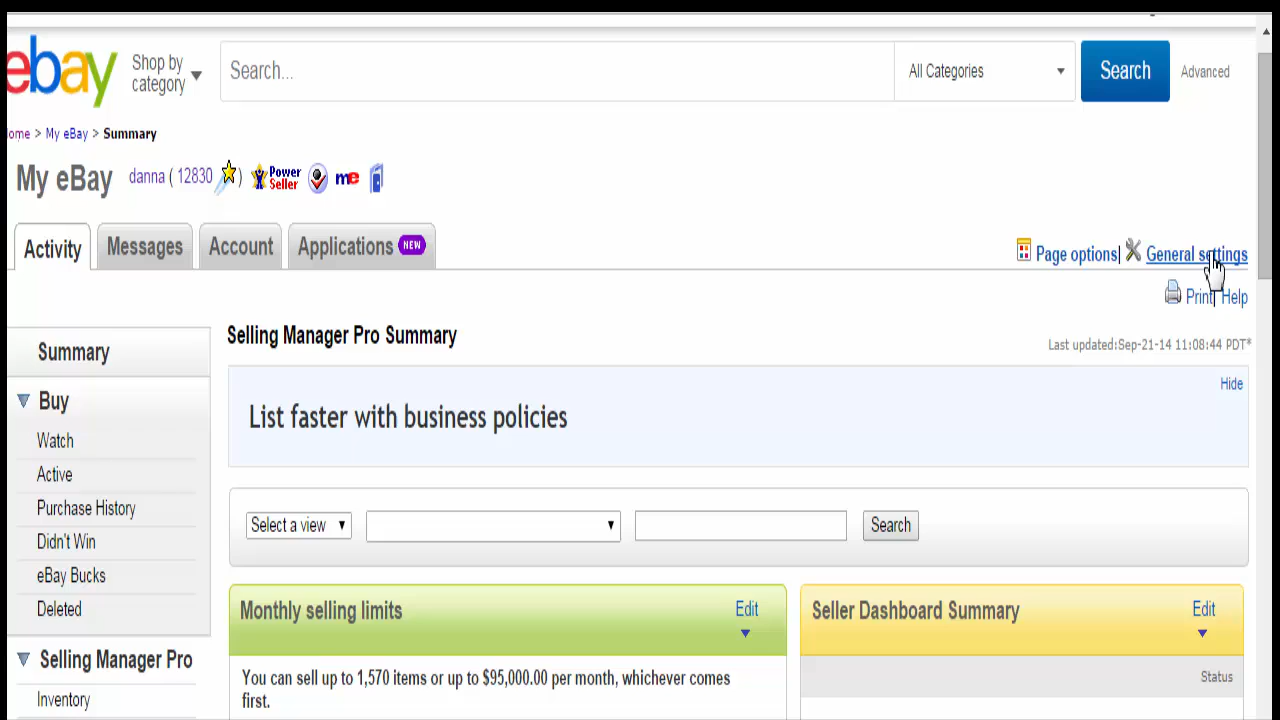 ebay
Shop by
category
Search...
All Categories
Search
Advanced
ome > My eBay > Summary
My eBay
danna ( 12830 )
Power
Seller
me
Activity
Messages
Account
Applications NEW
Page options| General settings
Print| Help
Selling Manager Pro Summary
Last updated:Sep-21-14 11:08:44 PDT*
Summary
Hide
Buy
List faster with business policies
Watch
Active
Purchase History
Didn't Win
eBay Bucks
Deleted
Select a view
Search
Monthly selling limits
Edit
Seller Dashboard Summary
Edit
Selling Manager Pro
Inventory
You can sell up to 1,570 items or up to $95,000.00 per month, whichever comes
first.
Status